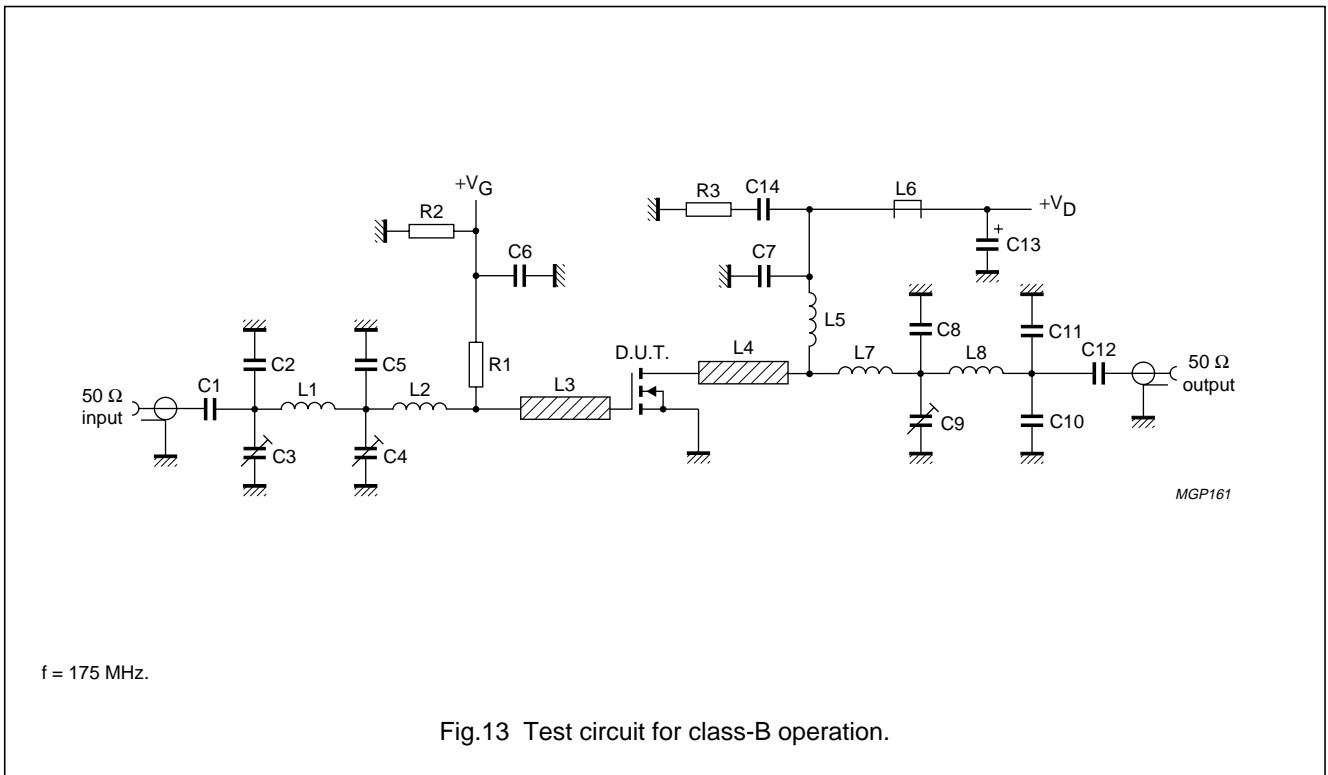 +VG
R2
C6
R1
C2
C5
C1
L1
L2
L3
50 Ω
input
C3
C4
D.U.T.
R3
C14
L6
+VD
+
C13
C7
L5
L4
L7
C8
L8
C11
C12
50 Ω
output
C9
C10
MGP161
f = 175 MHz.
Fig.13 Test circuit for class-B operation.